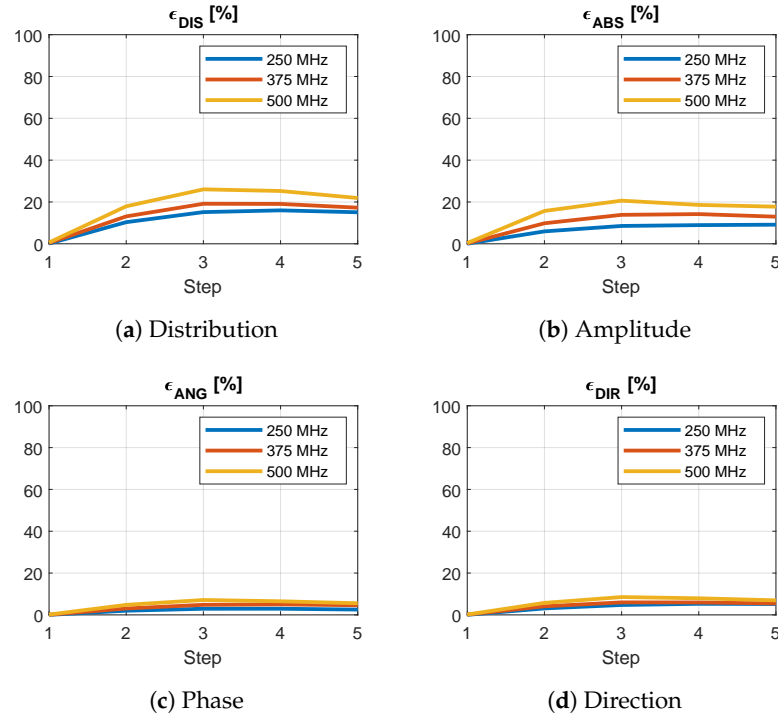 ϵDIS [%]
100
80
60
40
20
0
250 MHz
375 MHz
500 MHz
1 2 3 4 5
Step
(a) Distribution
ϵABS [%]
100
80
60
40
20
0
250 MHz
375 MHz
500 MHz
1 2 3 4 5
Step
(b) Amplitude
ϵANG [%]
100
80
60
40
20
0
250 MHz
375 MHz
500 MHz
1 2 3 4 5
Step
(c) Phase
ϵDIR [%]
100
80
60
40
20
0
250 MHz
375 MHz
500 MHz
1 2 3 4 5
Step
(d) Direction